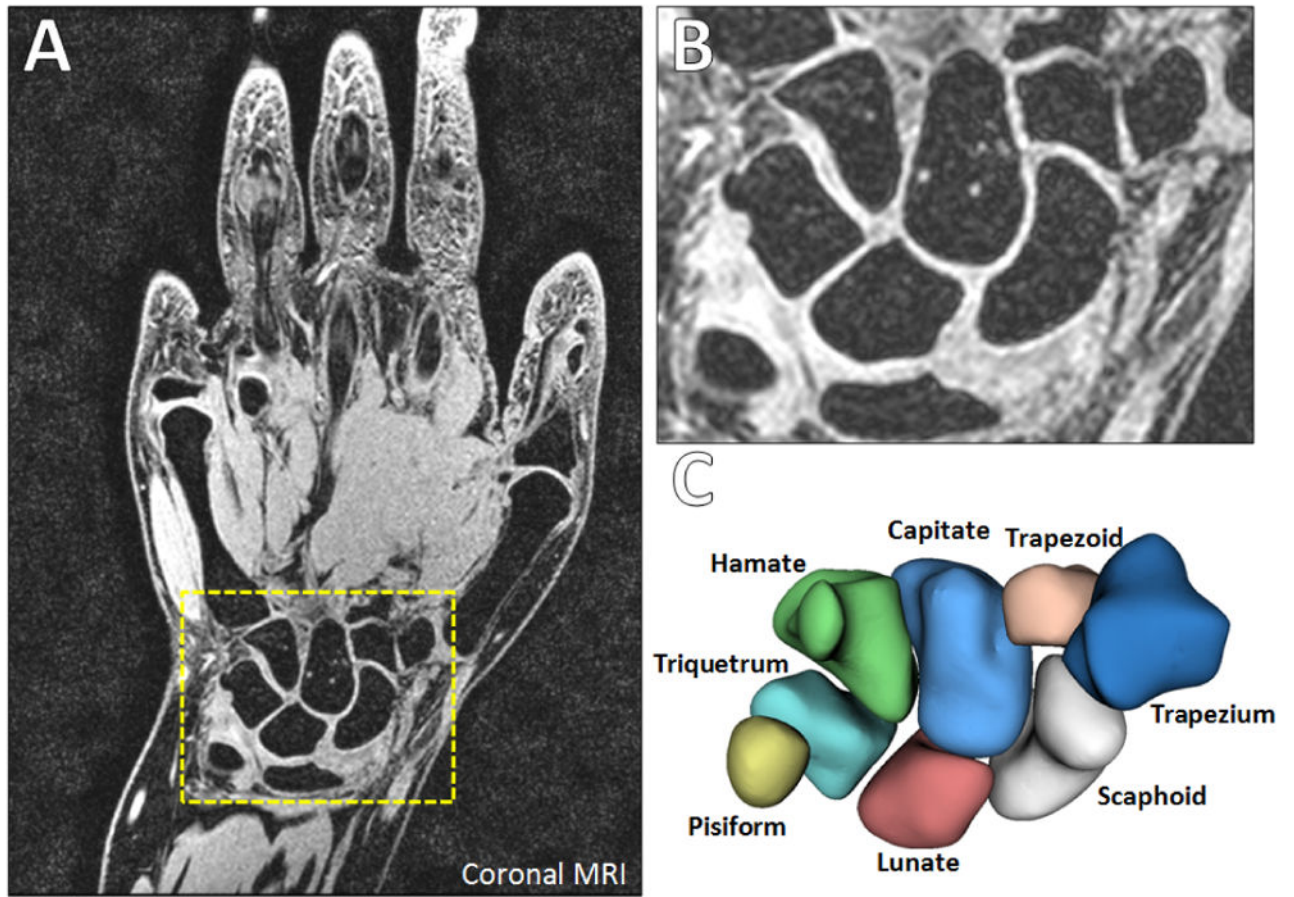 A
B
Coronal MRI
C
Capitate
Trapezoid
Hamate
Triquetrum
Trapezium
Scaphoid
Pisiform
Lunate